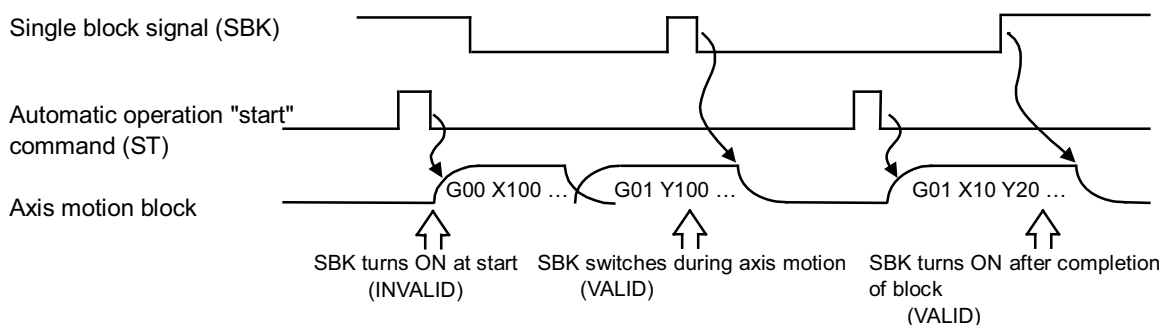 Single block signal (SBK)
Automatic operation "start"
command (ST)
Axis motion block
G00 X100 ...
G01 Y100 ...
G01 X10 Y20 ...
SBK turns ON at start
(INVALID)
SBK switches during axis motion
(VALID)
SBK turns ON after completion
of block
(VALID)